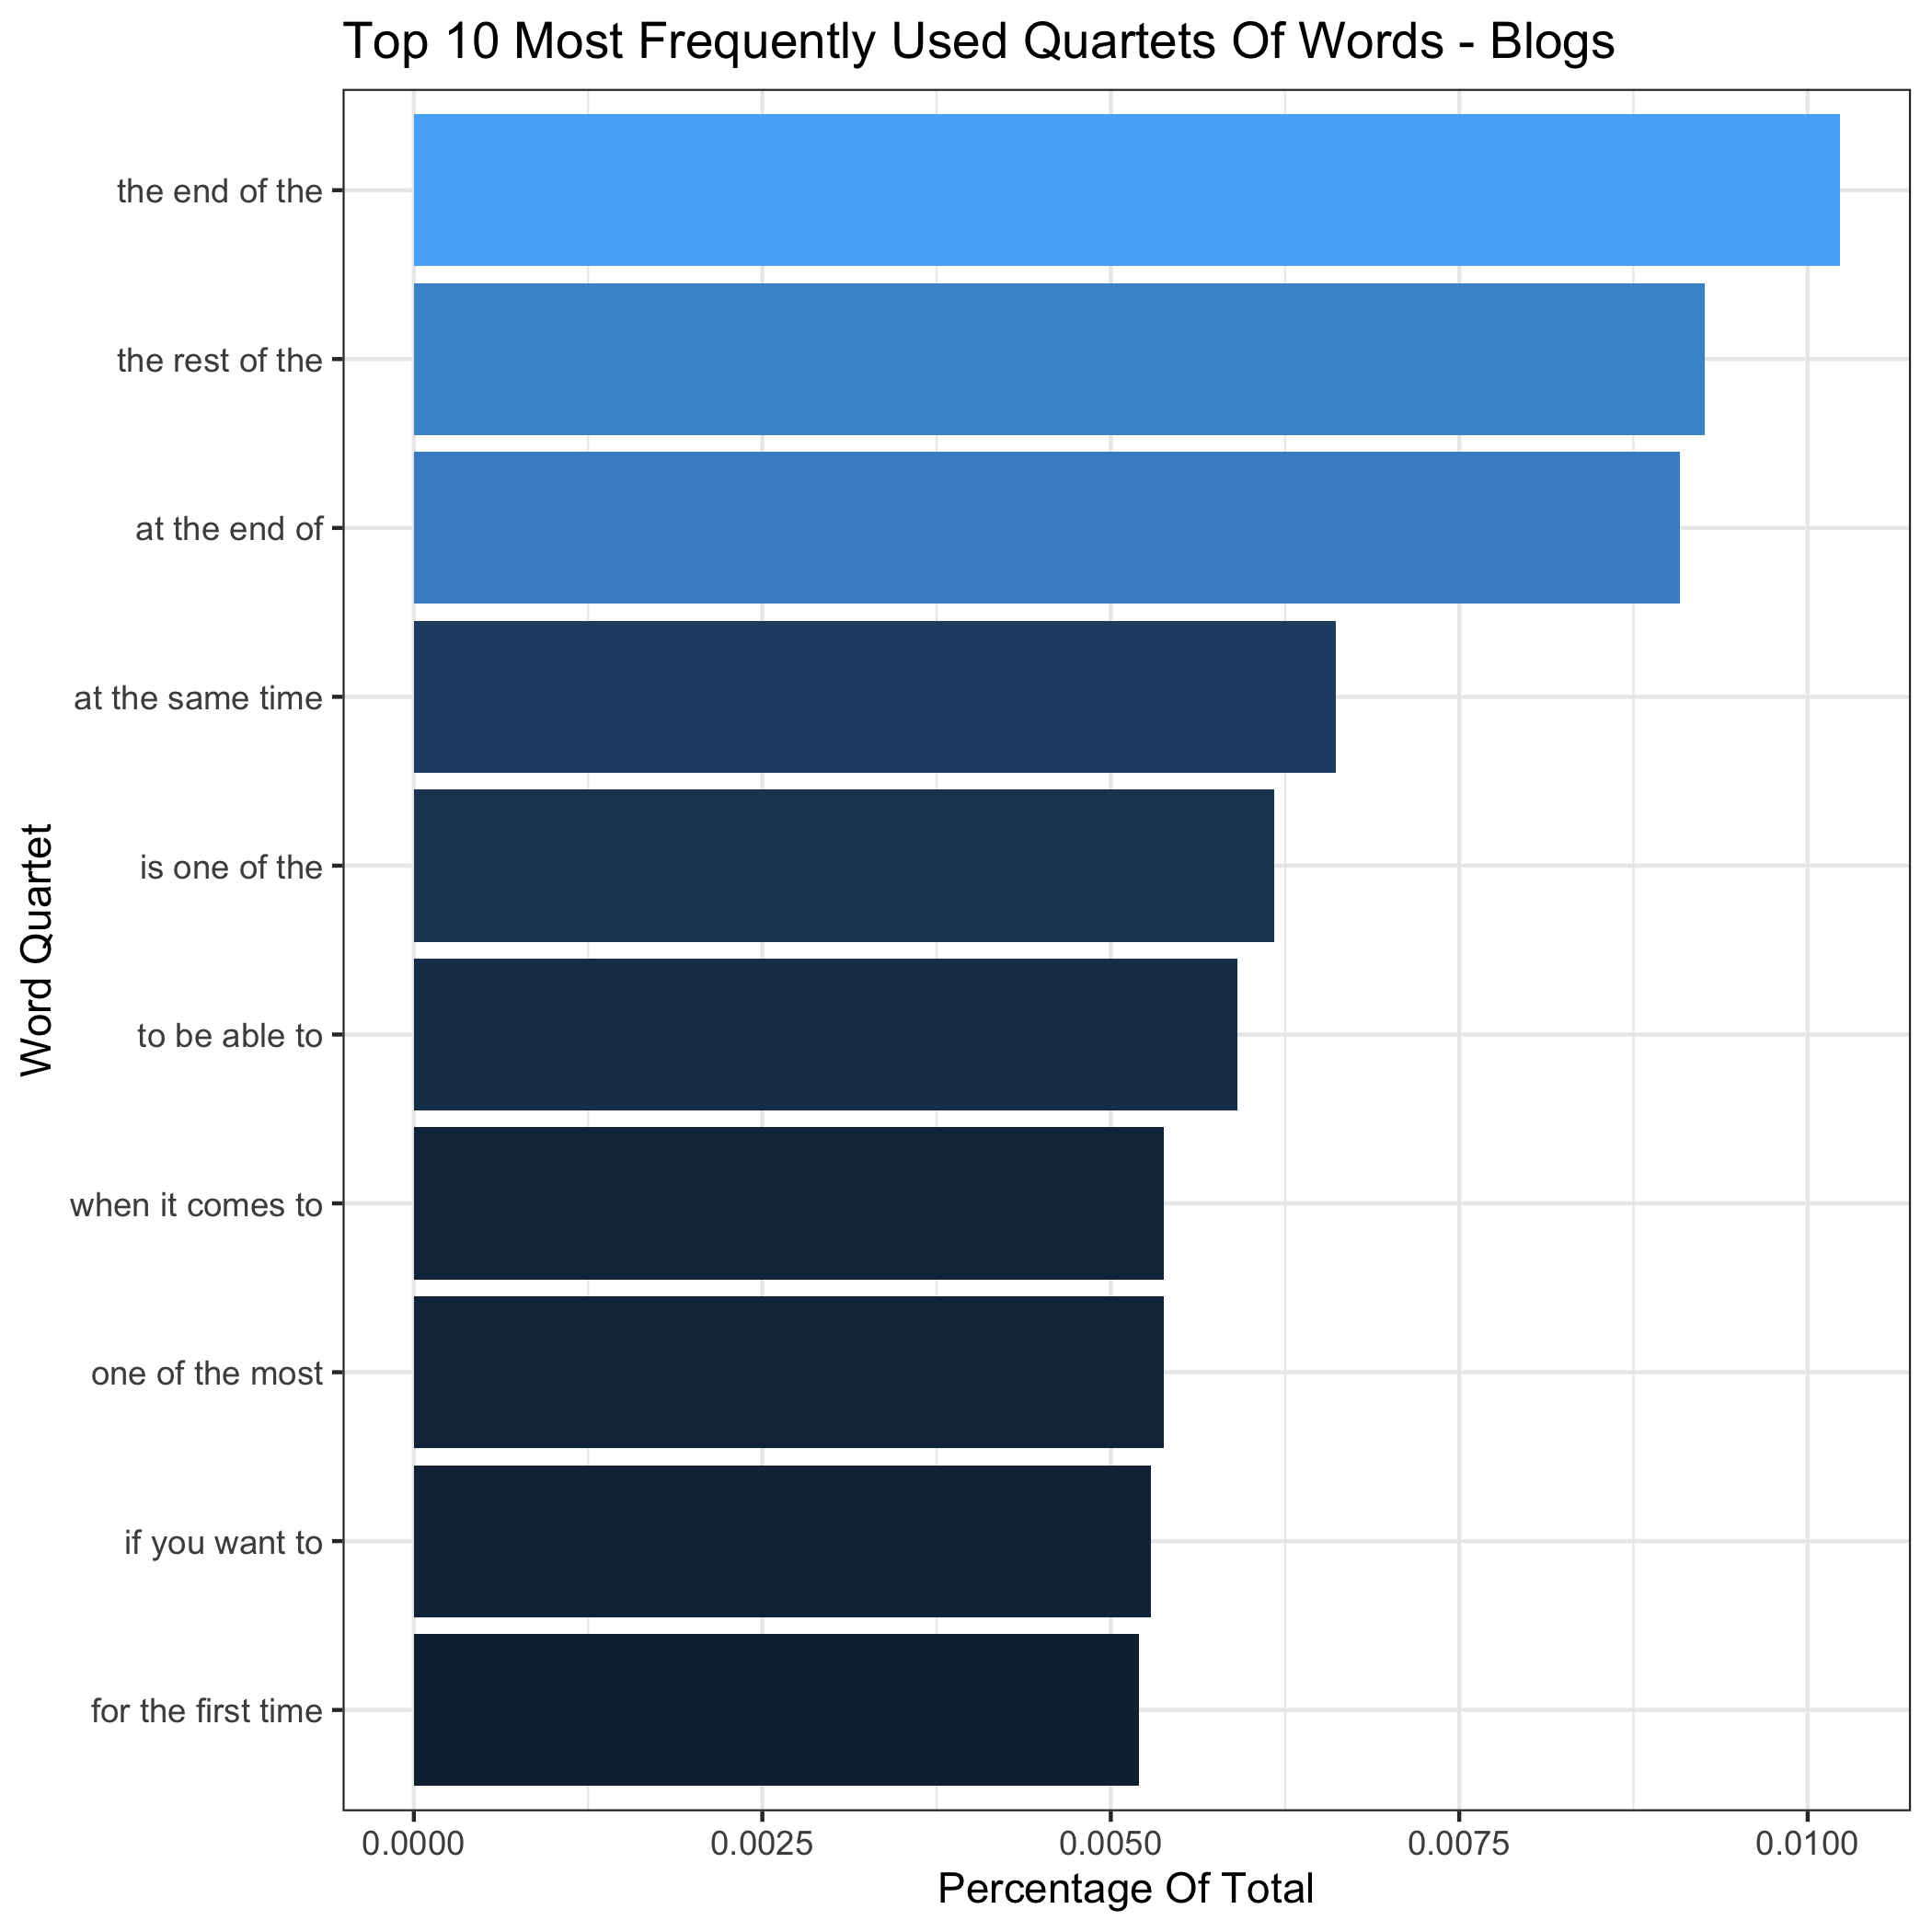 Top 10 Most Frequently Used Quartets Of Words - Blogs
Word Quartet
the end of the
the rest of the
at the end of
at the same time
is one of the
to be able to
when it comes to
one of the most
if you want to
for the first time
0.0000 0.0025 0.0050 0.0075 0.0100
Percentage Of Total